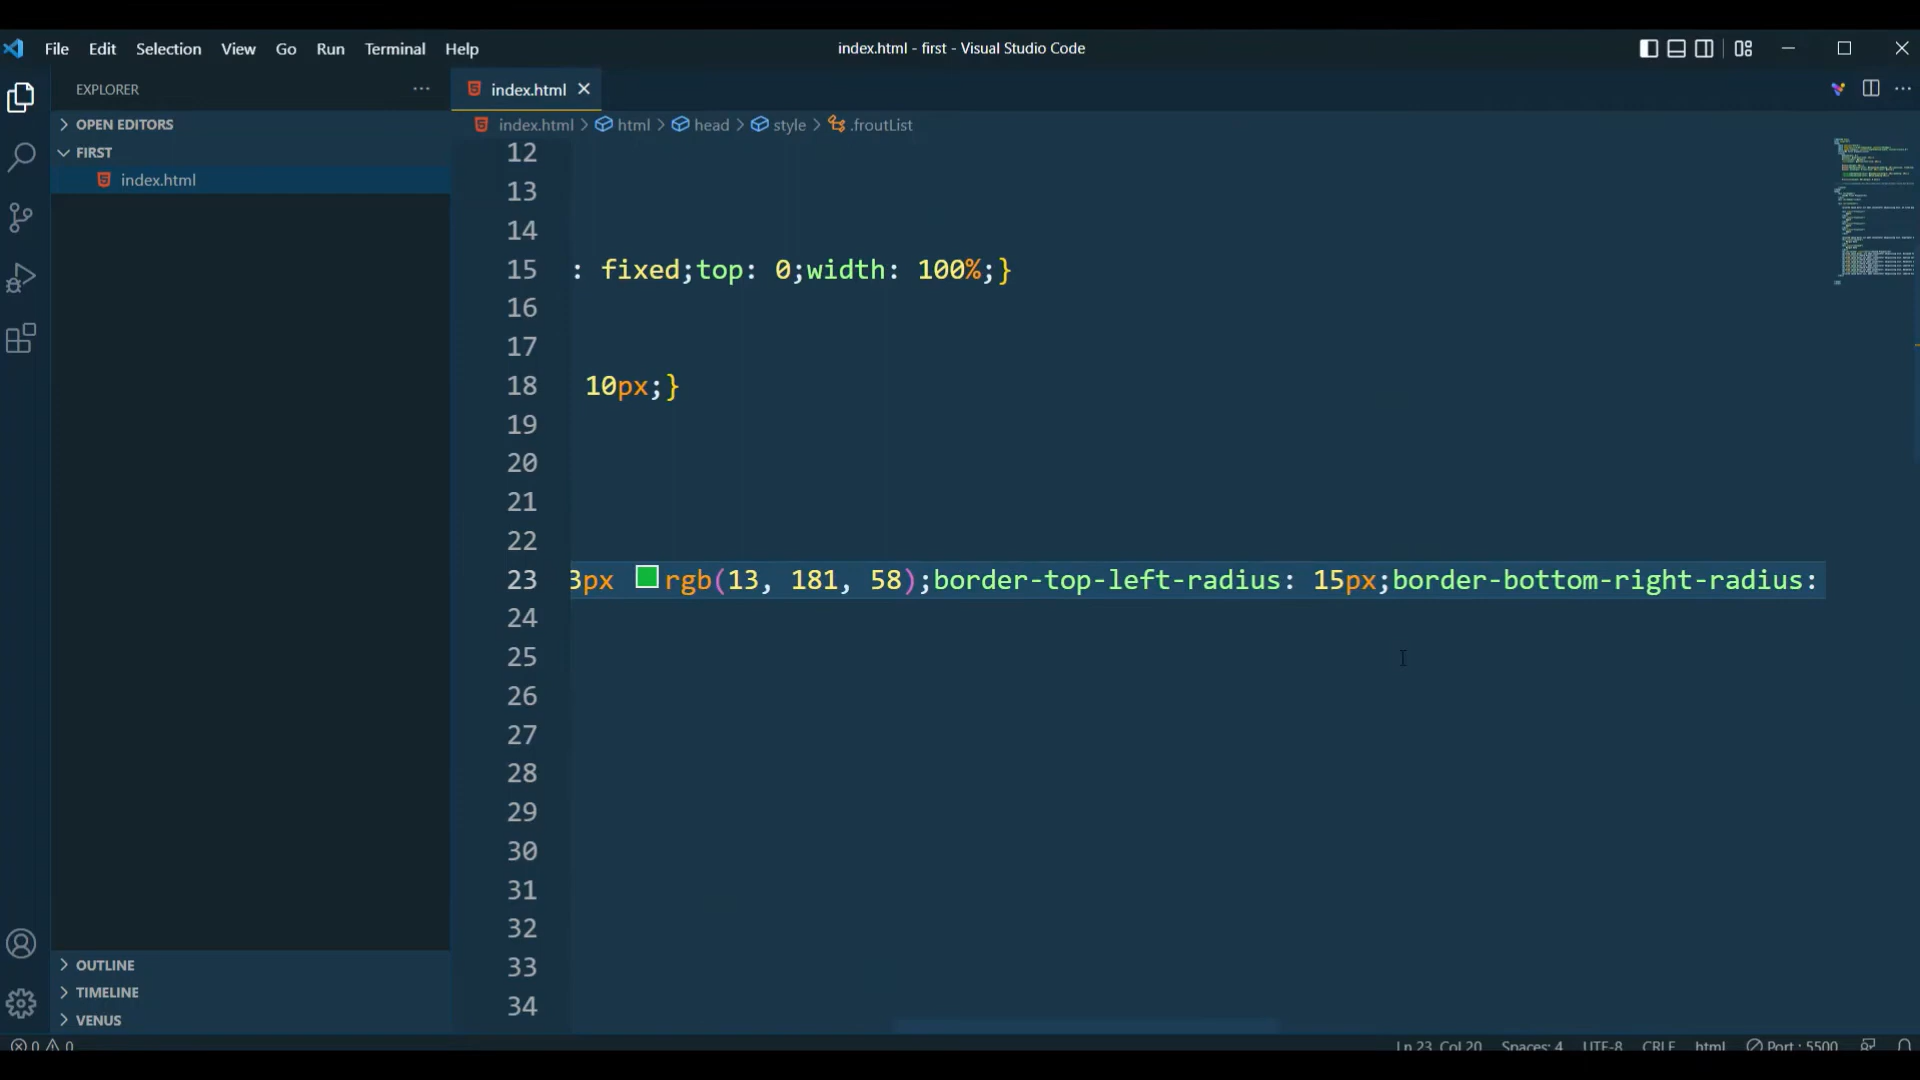 File Edit Selection View Go Run Terminal Help
index.html - first - Visual Studio Code
EXPLORER
OPEN EDITORS
FIRST
index.html
index.html
index.html > html > head > style > .froutList
12
13
14
15 : fixed;top: 0;width: 100%;}
16
17
18 10px;}
19
20
21
22
23 3px rgb(13, 181, 58);border-top-left-radius: 15px;border-bottom-right-radius:
24
25
26
27
28
29
30
31
32
33
34
OUTLINE
TIMELINE
VENUS
0 0
Ln 23, Col 20 Spaces: 4 UTF-8 CRLF html Port : 5500